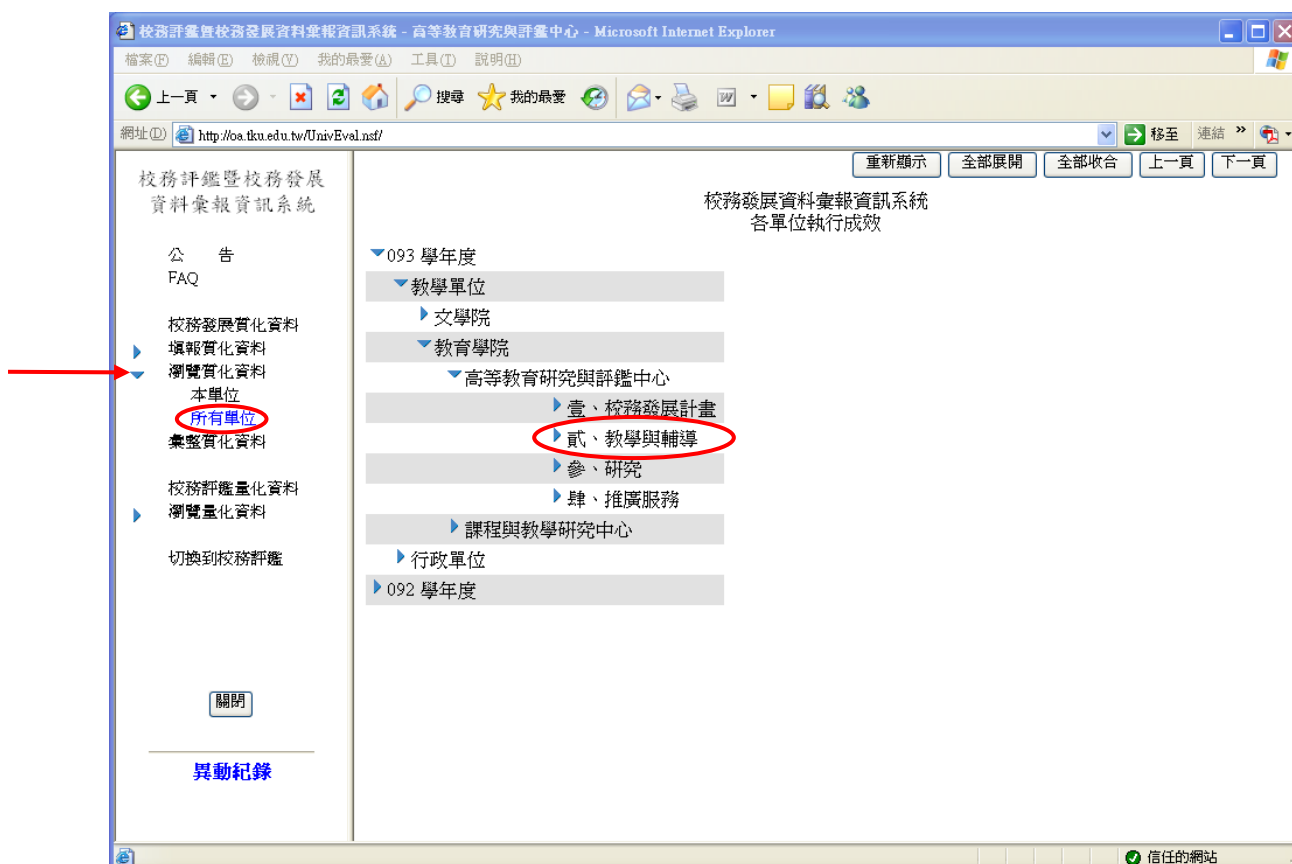 校務評鑑暨校務發展資料彙報資訊系統 - 高等教育研究與評鑑中心 - Microsoft Internet Explorer
檔案(F) 編輯(E) 檢視(V) 我的最愛(A) 工具(T) 說明(H)
上一頁 搜尋 我的最愛
網址(D) http://oa.tku.edu.tw/UnivEval.nsf/ 移至 連結 »
重新顯示 全部展開 全部收合 上一頁 下一頁
校務評鑑暨校務發展
資料彙報資訊系統
公 告
FAQ
校務發展質化資料
填報質化資料
瀏覽質化資料
本單位
所有單位
彙整質化資料
校務評鑑量化資料
瀏覽量化資料
切換到校務評鑑
關閉
異動紀錄
校務發展資料彙報資訊系統
各單位執行成效
093 學年度
教學單位
文學院
教育學院
高等教育研究與評鑑中心
壹、校務發展計畫
貳、教學與輔導
參、研究
肆、推廣服務
課程與教學研究中心
行政單位
092 學年度
信任的網站